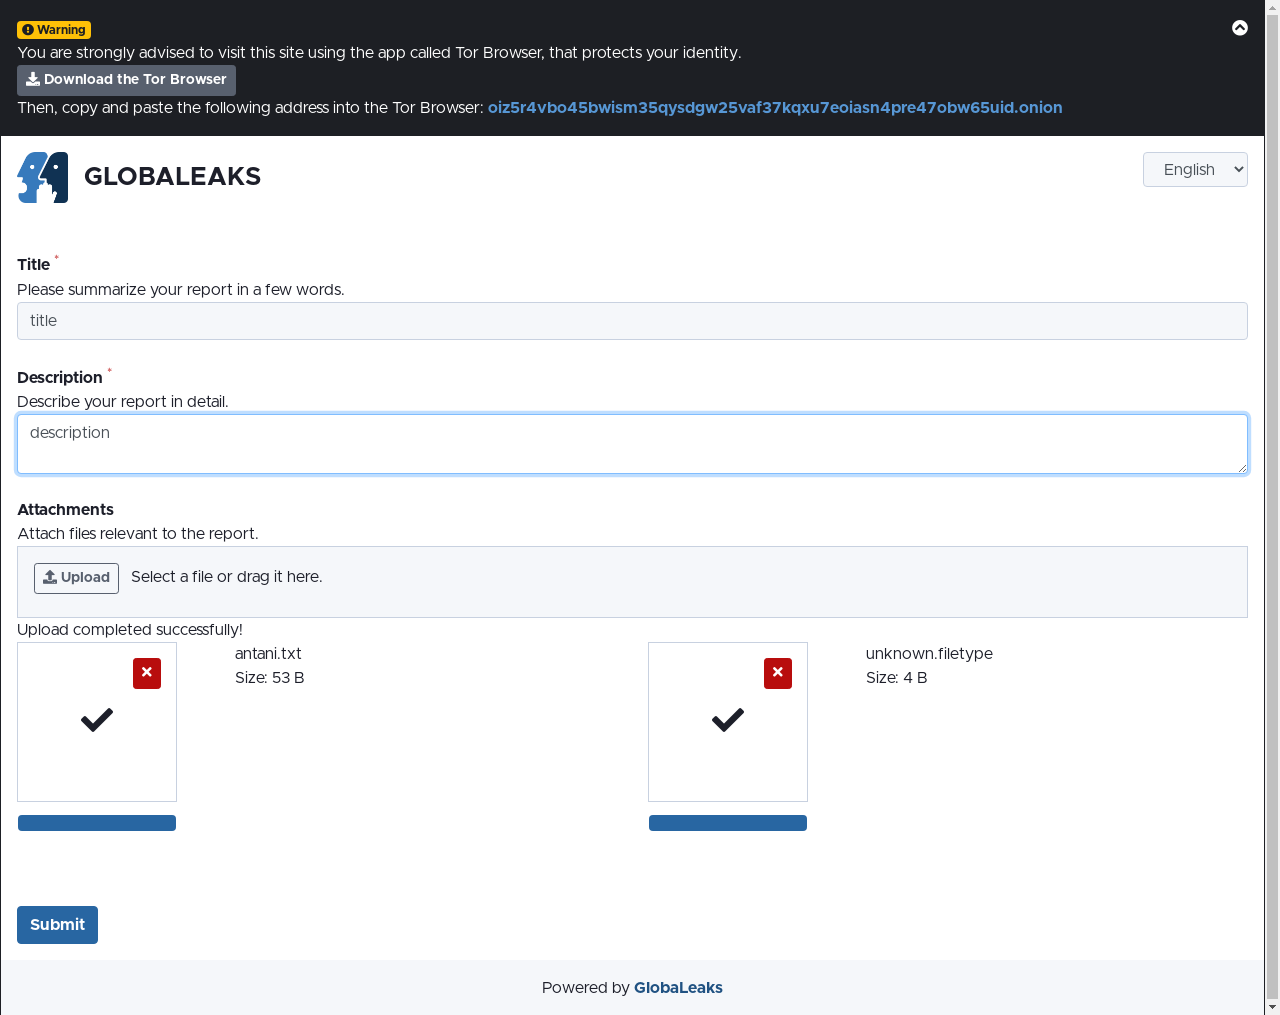 Warning
You are strongly advised to visit this site using the app called Tor Browser, that protects your identity.
Download the Tor Browser
Then, copy and paste the following address into the Tor Browser: oiz5r4vbo45bwism35qysdgw25vaf37kqxu7eoiasn4pre47obw65uid.onion
GLOBALEAKS
English
Title *
Please summarize your report in a few words.
title
Description *
Describe your report in detail.
description
Attachments
Attach files relevant to the report.
Upload Select a file or drag it here.
Upload completed successfully!
antani.txt
Size: 53 B
unknown.filetype
Size: 4 B
Submit
Powered by GlobaLeaks